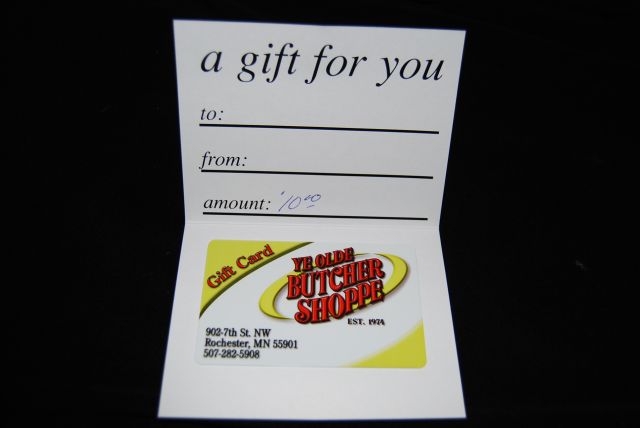 a gift for you
to:
from:
amount: $10.00
Gift Card
YE OLDE
BUTCHER
SHOPPE
EST. 1974
902-7th St. NW
Rochester, MN 55901
507-282-5908